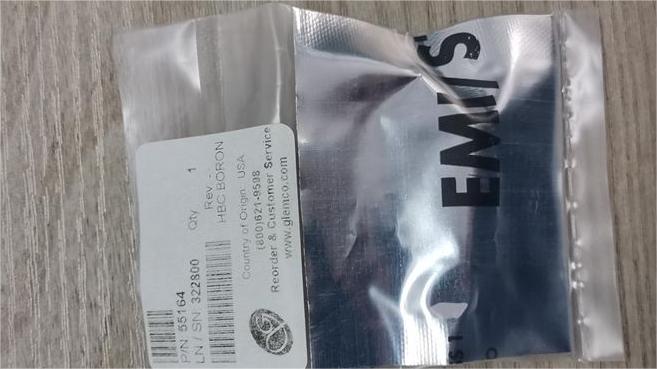 P/N: 55164
LN / SN: 322800 Qty 1
Rev. -
HBC BORON
Country of Origin: USA
(800)621-9598
Reorder & Customer Service
www.glemco.com
EMI/S